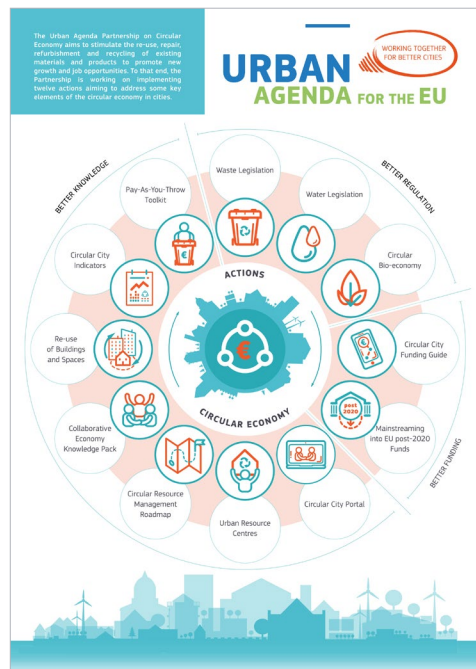 The Urban Agenda Partnership on Circular
Economy aims to stimulate the re-use, repair,
refurbishment and recycling of existing
materials and products to promote new
growth and job opportunities. To that end, the
Partnership is working on implementing
twelve actions aiming to address some key
elements of the circular economy in cities.
WORKING TOGETHER
FOR BETTER CITIES
URBAN
AGENDA FOR THE EU
BETTER KNOWLEDGE
BETTER REGULATION
BETTER FUNDING
Waste Legislation
Water Legislation
Circular
Bio-economy
Circular City
Funding Guide
Mainstreaming
into EU post-2020
Funds
Circular City Portal
Urban Resource
Centres
Circular Resource
Management
Roadmap
Collaborative
Economy
Knowledge Pack
Re-use
of Buildings
and Spaces
Circular City
Indicators
Pay-As-You-Throw
Toolkit
ACTIONS
€
CIRCULAR ECONOMY
€
€
post
2020